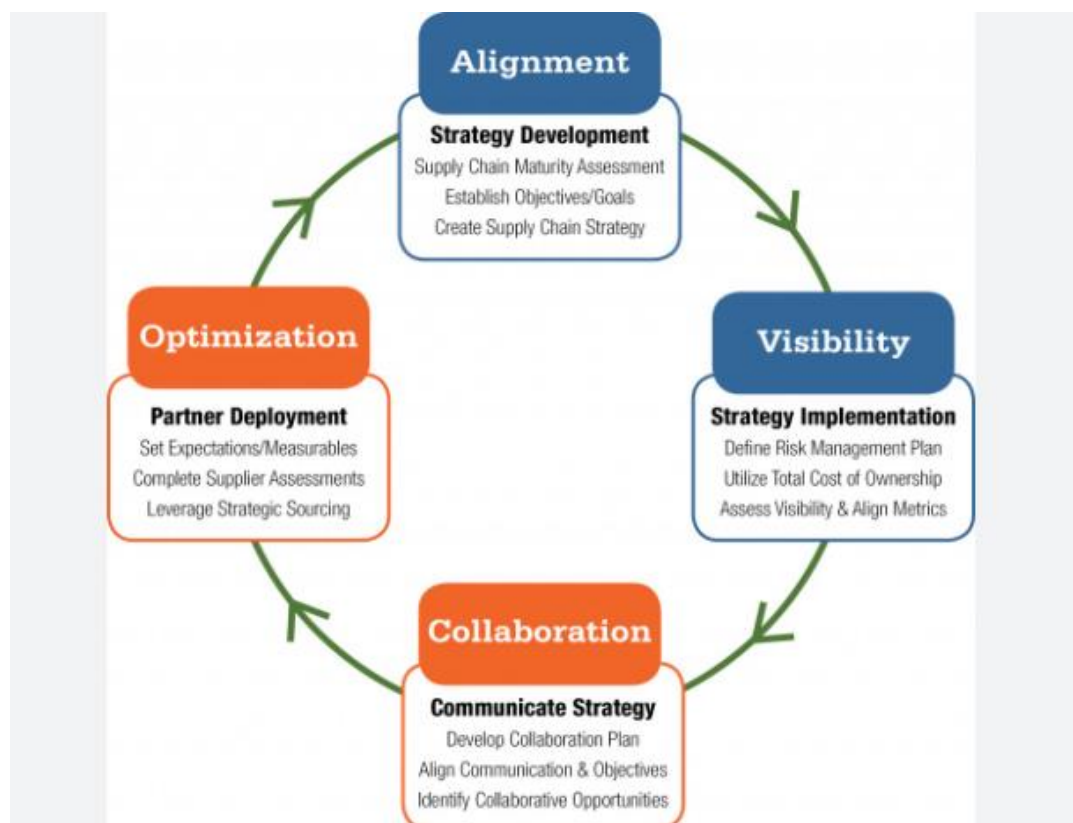 Alignment
Strategy Development
Supply Chain Maturity Assessment
Establish Objectives/Goals
Create Supply Chain Strategy
Visibility
Strategy Implementation
Define Risk Management Plan
Utilize Total Cost of Ownership
Assess Visibility & Align Metrics
Collaboration
Communicate Strategy
Develop Collaboration Plan
Align Communication & Objectives
Identify Collaborative Opportunities
Optimization
Partner Deployment
Set Expectations/Measurables
Complete Supplier Assessments
Leverage Strategic Sourcing